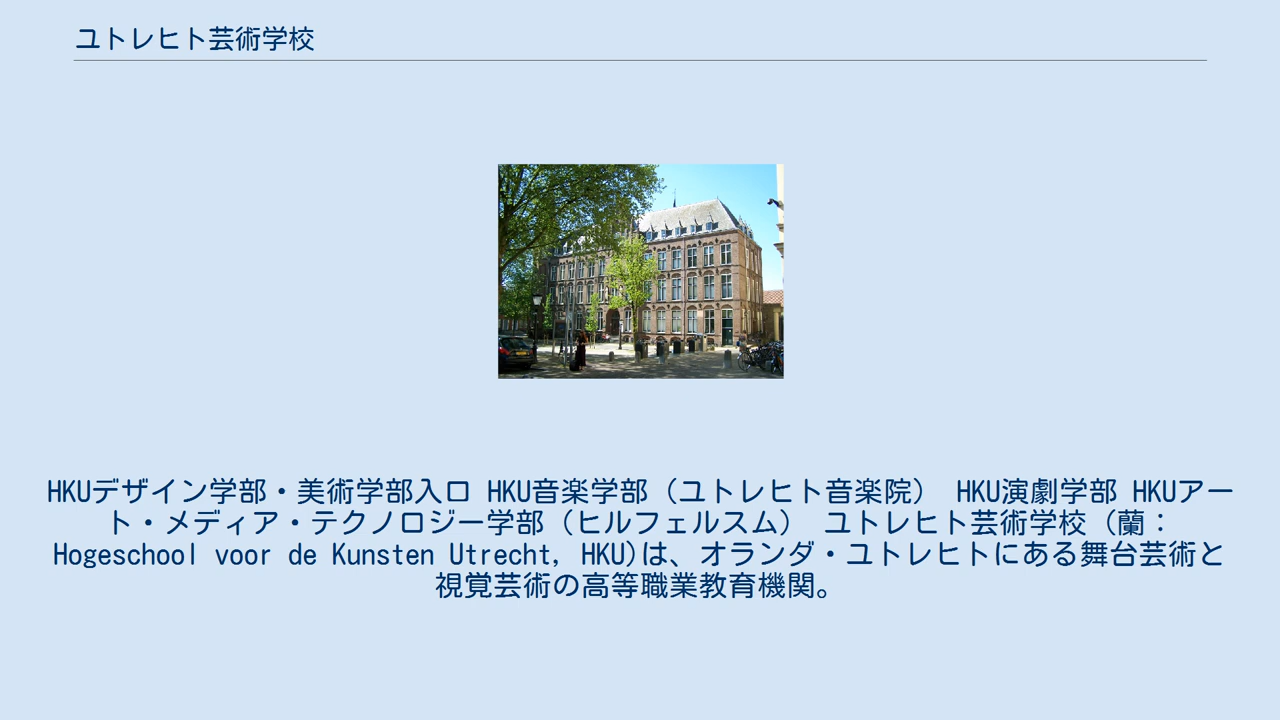 ユトレヒト芸術学校
HKUデザイン学部・美術学部入口 HKU音楽学部（ユトレヒト音楽院） HKU演劇学部 HKUアー
ト・メディア・テクノロジー学部（ヒルフェルスム） ユトレヒト芸術学校（蘭：
Hogeschool voor de Kunsten Utrecht, HKU)は、オランダ・ユトレヒトにある舞台芸術と
視覚芸術の高等職業教育機関。